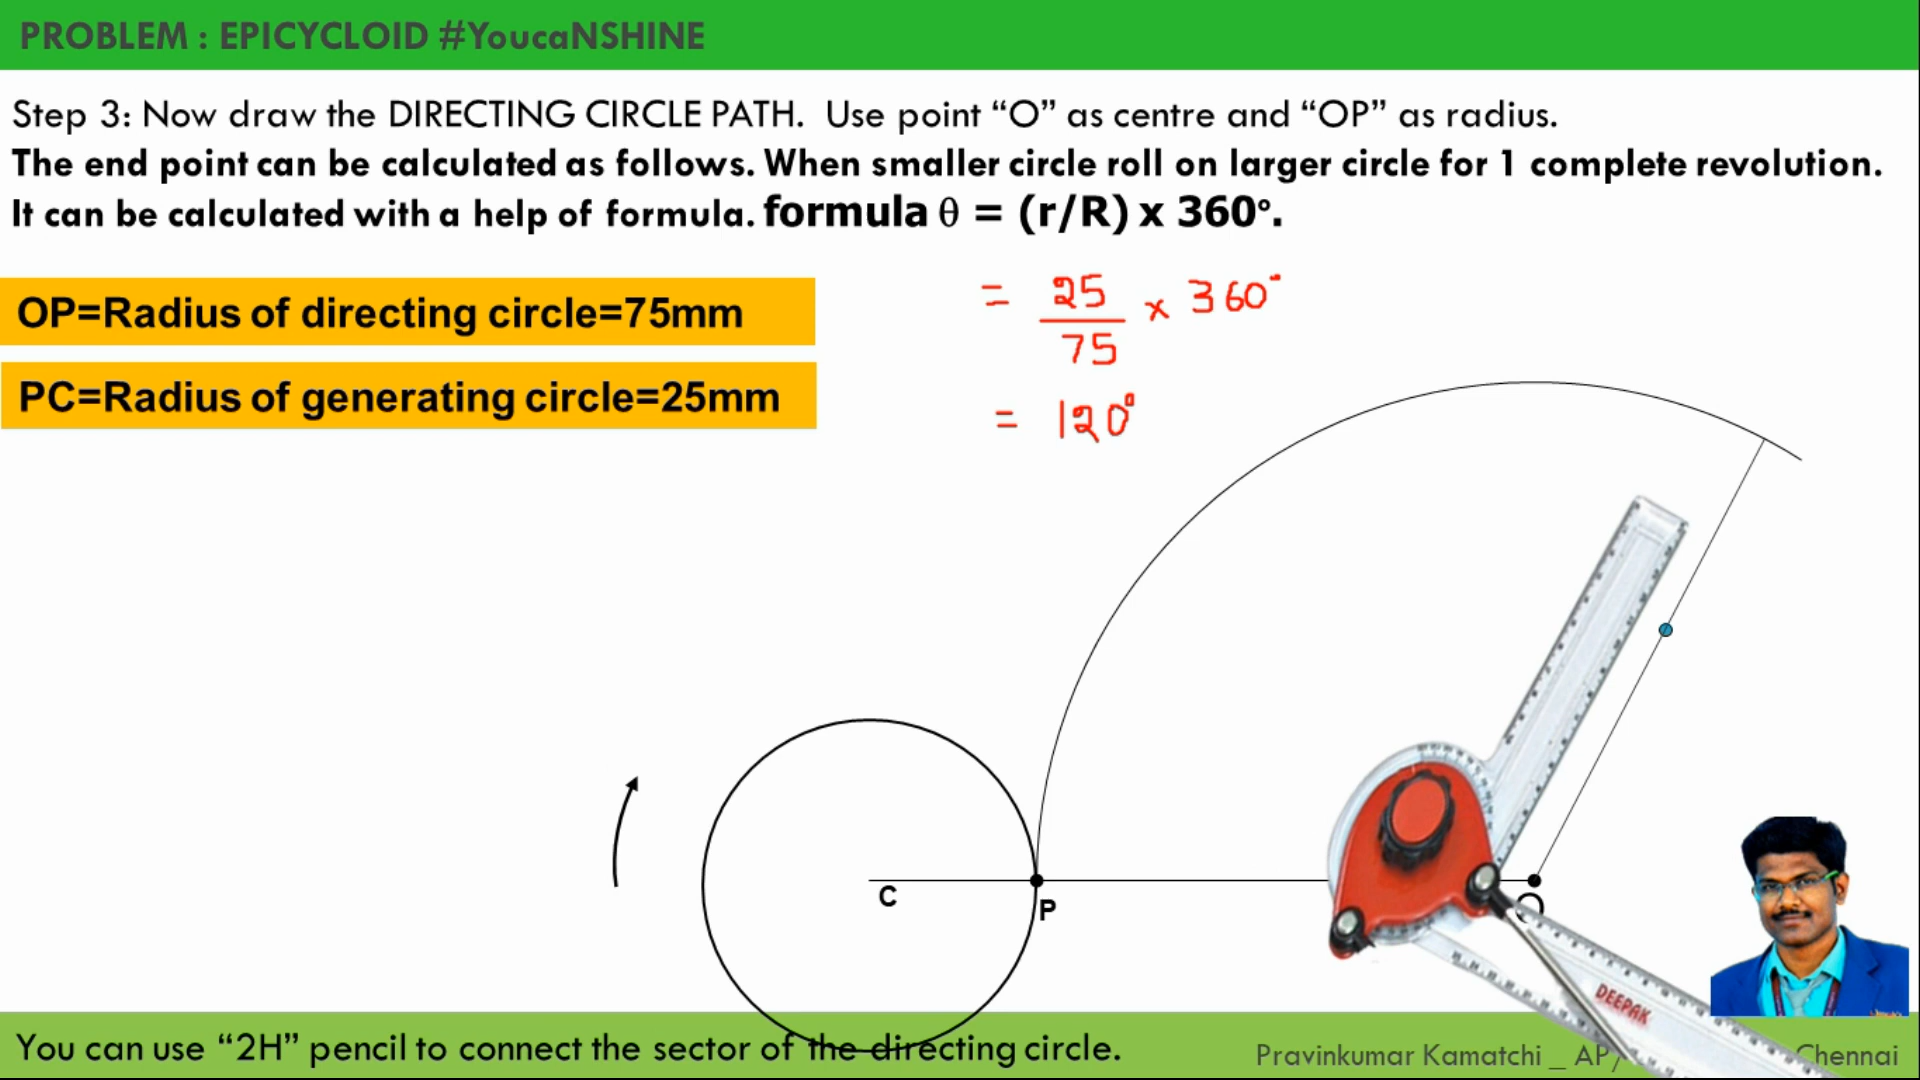 PROBLEM : EPICYCLOID #YoucaNSHINE
Step 3: Now draw the DIRECTING CIRCLE PATH. Use point “O” as centre and “OP” as radius.
The end point can be calculated as follows. When smaller circle roll on larger circle for 1 complete revolution.
It can be calculated with a help of formula. formula θ = (r/R) x 360°.
= 25/75 x 360°
OP=Radius of directing circle=75mm
PC=Radius of generating circle=25mm
= 120°
C
P
O
DEEPAK
You can use “2H” pencil to connect the sector of the directing circle.
Pravinkumar Kamatchi _ AP/ Chennai